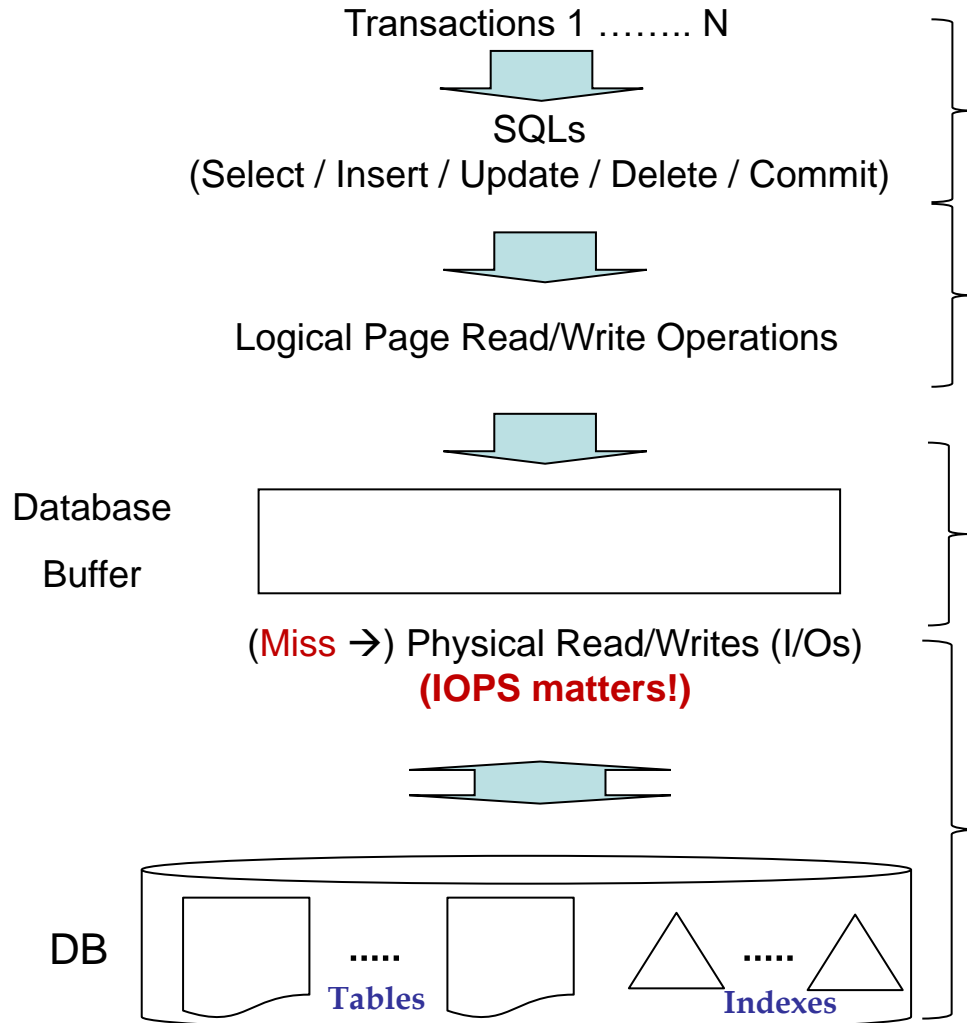 Transactions 1 …….. N
SQLs
(Select / Insert / Update / Delete / Commit)
Logical Page Read/Write Operations
Database
Buffer
(Miss →) Physical Read/Writes (I/Os)
(IOPS matters!)
DB
.....
.....
Tables
Indexes